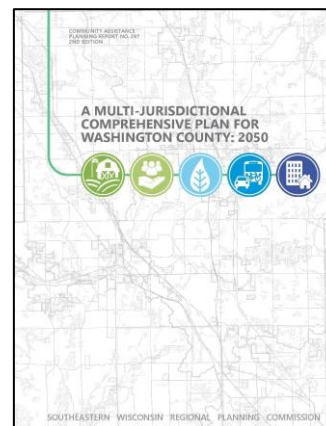 COMMUNITY ASSISTANCE
PLANNING REPORT NO. 287
2ND EDITION
A MULTI-JURISDICTIONAL
COMPREHENSIVE PLAN FOR
WASHINGTON COUNTY: 2050
SOUTHEASTERN WISCONSIN REGIONAL PLANNING COMMISSION